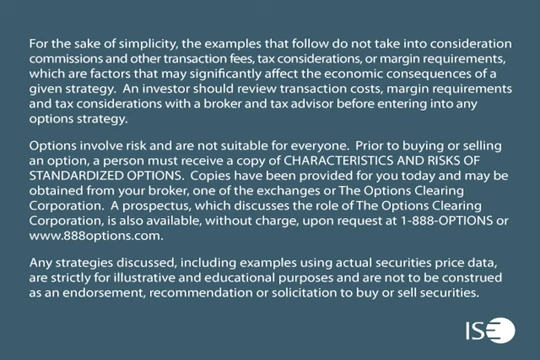 For the sake of simplicity, the examples that follow do not take into consideration
commissions and other transaction fees, tax considerations, or margin requirements,
which are factors that may significantly affect the economic consequences of a
given strategy.  An investor should review transaction costs, margin requirements
and tax considerations with a broker and tax advisor before entering into any
options strategy.
Options involve risk and are not suitable for everyone.  Prior to buying or selling
an option, a person must receive a copy of CHARACTERISTICS AND RISKS OF
STANDARDIZED OPTIONS.  Copies have been provided for you today and may be
obtained from your broker, one of the exchanges or The Options Clearing
Corporation.  A prospectus, which discusses the role of The Options Clearing
Corporation, is also available, without charge, upon request at 1-888-OPTIONS or
www.888options.com.
Any strategies discussed, including examples using actual securities price data,
are strictly for illustrative and educational purposes and are not to be construed
as an endorsement, recommendation or solicitation to buy or sell securities.
ISE